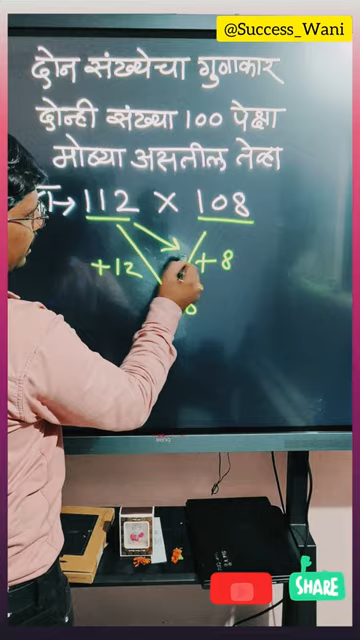 @Success_Wani
दोन संख्येचा गुणाकार
दोन्ही संख्या 100 पेक्षा
मोठ्या असतील तेव्हा
→ 112 × 108
+12 +8
SHARE